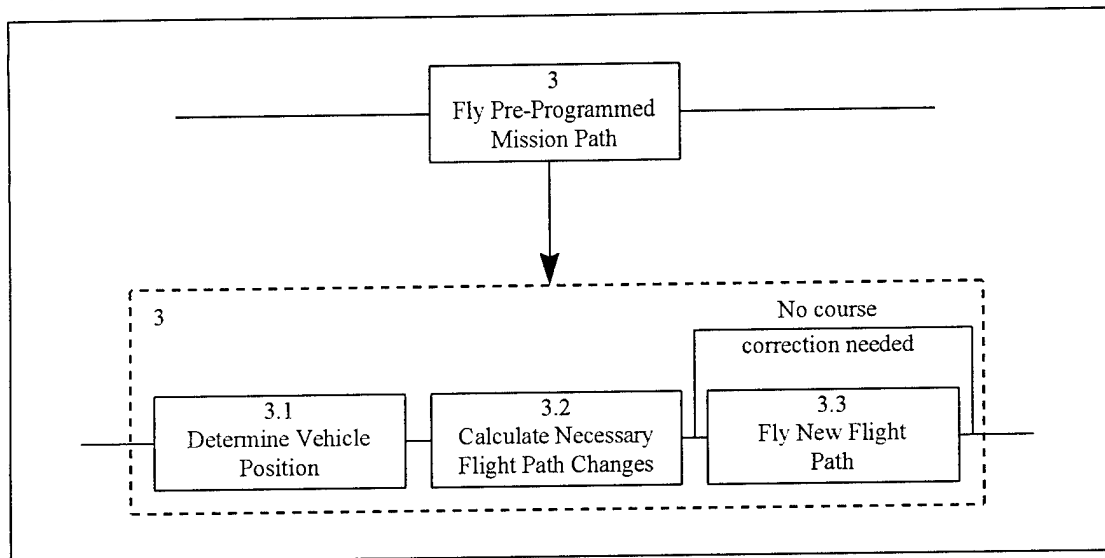 3
Fly Pre-Programmed
Mission Path
3
No course
correction needed
3.1
Determine Vehicle
Position
3.2
Calculate Necessary
Flight Path Changes
3.3
Fly New Flight
Path